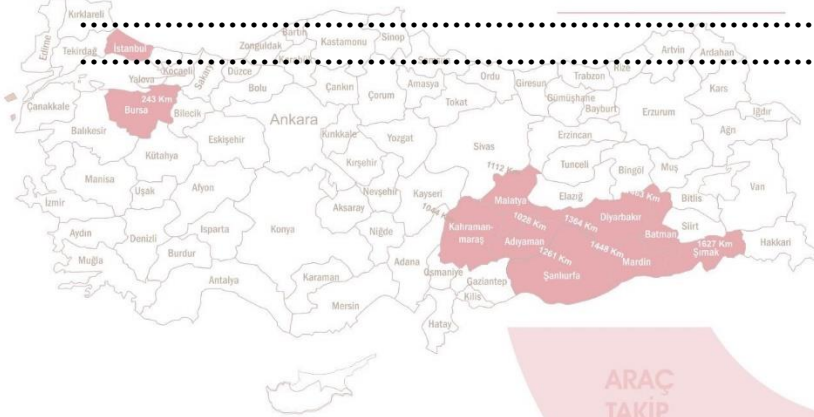 Kırklareli
Edirne
Tekirdağ
İstanbul
Yalova
Kocaeli
Sakarya
Düzce
Zonguldak
Bartın
Kastamonu
Sinop
Çanakkale
243 Km
Bursa
Bilecik
Bolu
Çankırı
Çorum
Amasya
Ordu
Giresun
Trabzon
Rize
Artvin
Ardahan
Gümüşhane
Bayburt
Kars
Iğdır
Balıkesir
Eskişehir
Ankara
Kırıkkale
Yozgat
Tokat
Sivas
Erzincan
Erzurum
Ağrı
Kütahya
Manisa
Uşak
Afyon
Kırşehir
Nevşehir
Kayseri
1112 Km
Tunceli
Bingöl
Muş
Van
İzmir
Aydın
Denizli
Isparta
Burdur
Konya
Aksaray
Niğde
Malatya
Elazığ
Diyarbakır
Bitlis
Siirt
Batman
1627 Km
Şırnak
Hakkari
Kahraman-
maraş
1028 Km
Adıyaman
1364 Km
1261 Km
1448 Km
Mardin
Şanlıurfa
Muğla
Antalya
Karaman
Mersin
Adana
Osmaniye
Gaziantep
Kilis
Hatay
ARAÇ
TAKİP